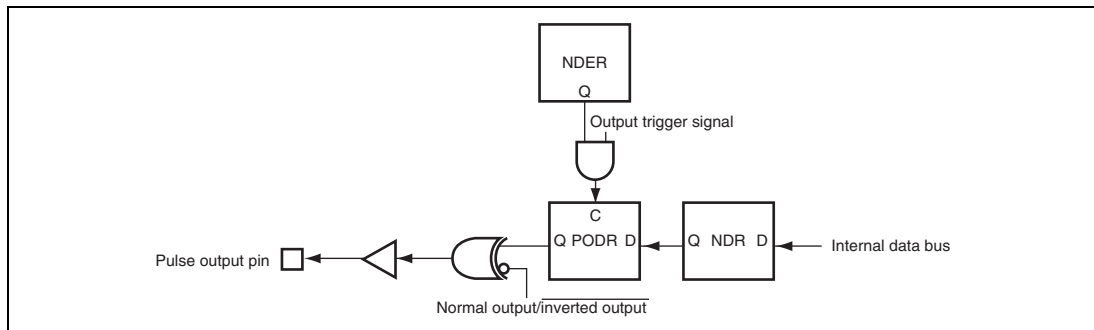 NDER
Q
Output trigger signal
C
Q PODR D
Q NDR D
Internal data bus
Pulse output pin
Normal output/inverted output